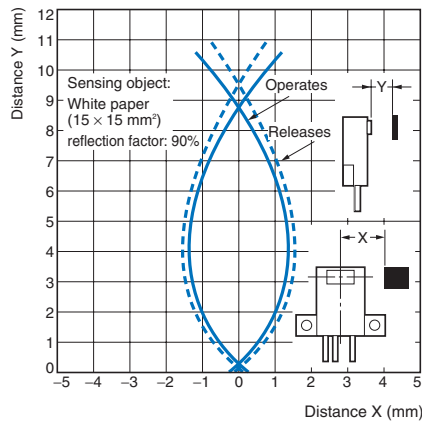 Distance Y (mm)
12
11
10
9
8
7
6
5
4
3
2
1
0
Sensing object:
White paper
(15 × 15 mm²)
reflection factor: 90%
Operates
Releases
Y
X
−5 −4 −3 −2 −1 0 1 2 3 4 5
Distance X (mm)